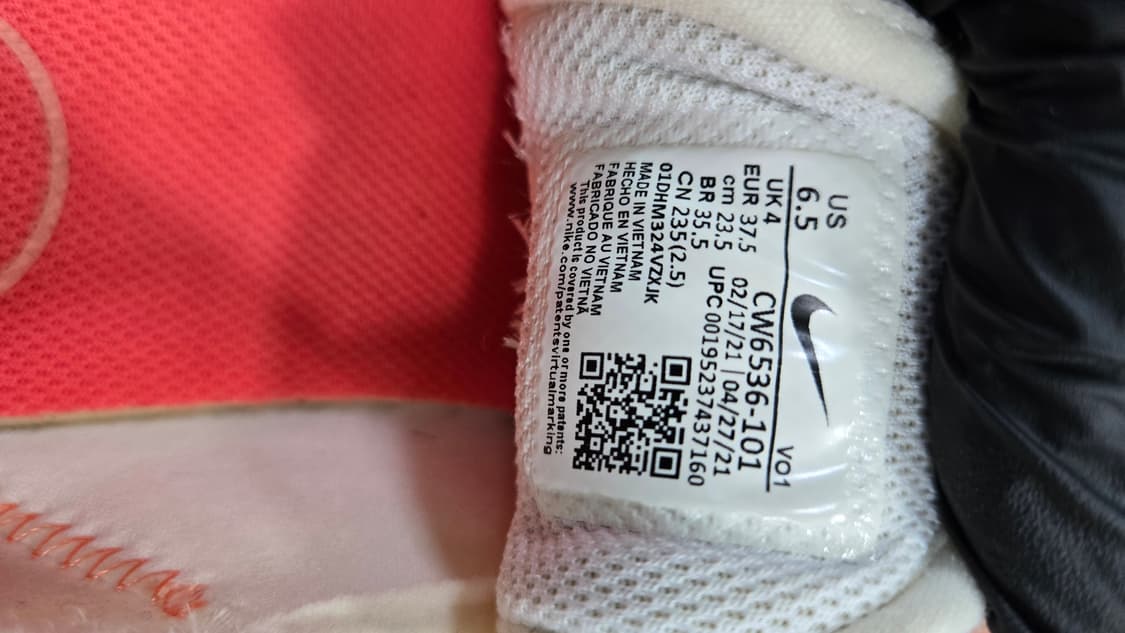 US
6.5
VO1
UK 4
CW6536-101
EUR 37,5
02/17/21 | 04/27/21
cm 23,5
UPC 00195237437160
BR 35,5
CN 235 (2.5)
01DHM324VZXJK
MADE IN VIETNAM
HECHO EN VIETNAM
FABRIQUE AU VIETNAM
FABRICADO NO VIETNÃ
This product is covered by one or more patents:
www.nike.com/patentsvirtualmarking